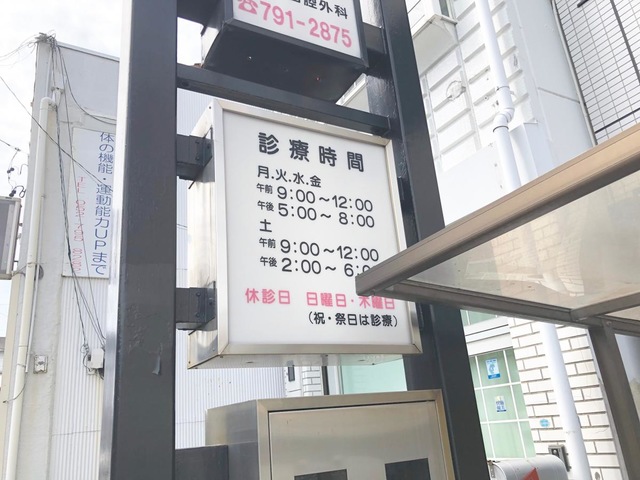 腔外科
☎791-2875
診療時間
月.火.水.金
午前 9:00～12:00
午後 5:00～8:00
土
午前 9:00～12:00
午後 2:00～6:
休診日 日曜日・木曜日
(祝・祭日は診療)
体の機能・運動能力UPまで